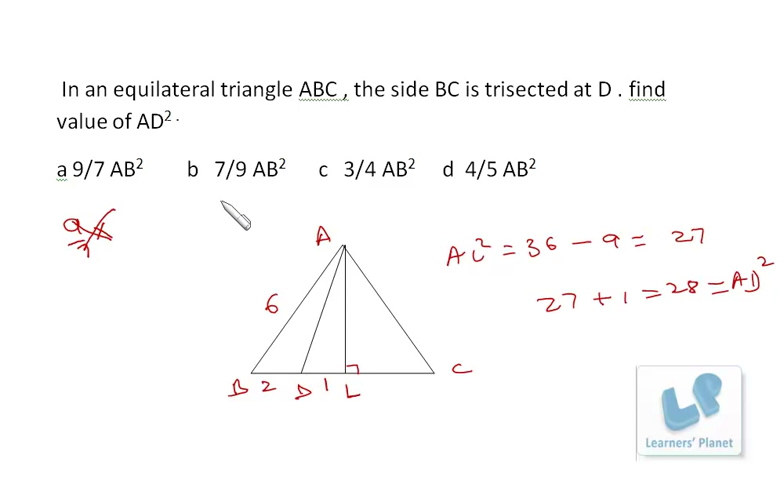 In an equilateral triangle ABC , the side BC is trisected at D . find
value of AD² .
a 9/7 AB² b 7/9 AB² c 3/4 AB² d 4/5 AB²
A
AL² = 36 - 9 = 27
27 + 1 = 28 = AD²
6
B 2 D 1 L C
LP
Learners' Planet